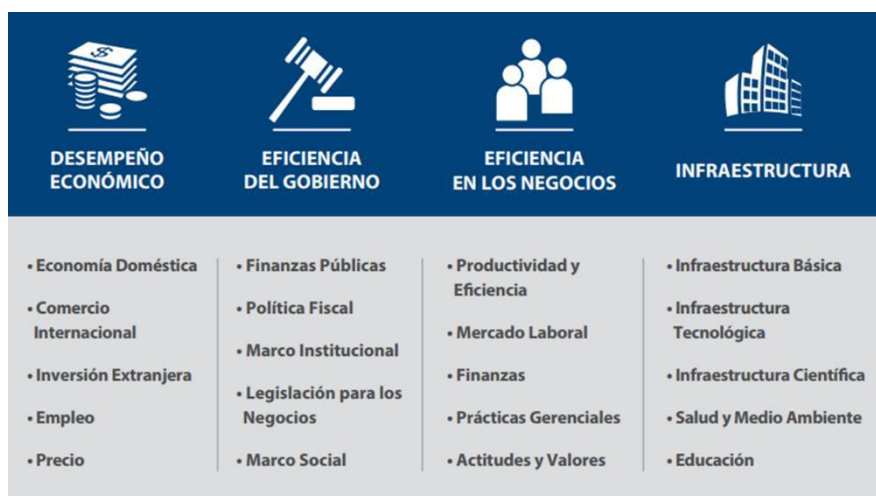 $
DESEMPEÑO
ECONÓMICO
EFICIENCIA
DEL GOBIERNO
EFICIENCIA
EN LOS NEGOCIOS
INFRAESTRUCTURA
• Economía Doméstica
• Comercio
Internacional
• Inversión Extranjera
• Empleo
• Precio
• Finanzas Públicas
• Política Fiscal
• Marco Institucional
• Legislación para los
Negocios
• Marco Social
• Productividad y
Eficiencia
• Mercado Laboral
• Finanzas
• Prácticas Gerenciales
• Actitudes y Valores
• Infraestructura Básica
• Infraestructura
Tecnológica
• Infraestructura Científica
• Salud y Medio Ambiente
• Educación